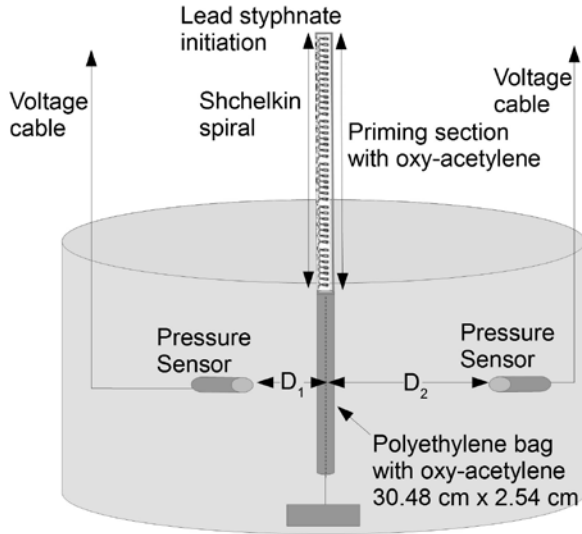 Lead styphnate
initiation
Voltage
cable
Shchelkin
spiral
Priming section
with oxy-acetylene
Voltage
cable
Pressure
Sensor
D₁
D₂
Pressure
Sensor
Polyethylene bag
with oxy-acetylene
30.48 cm x 2.54 cm